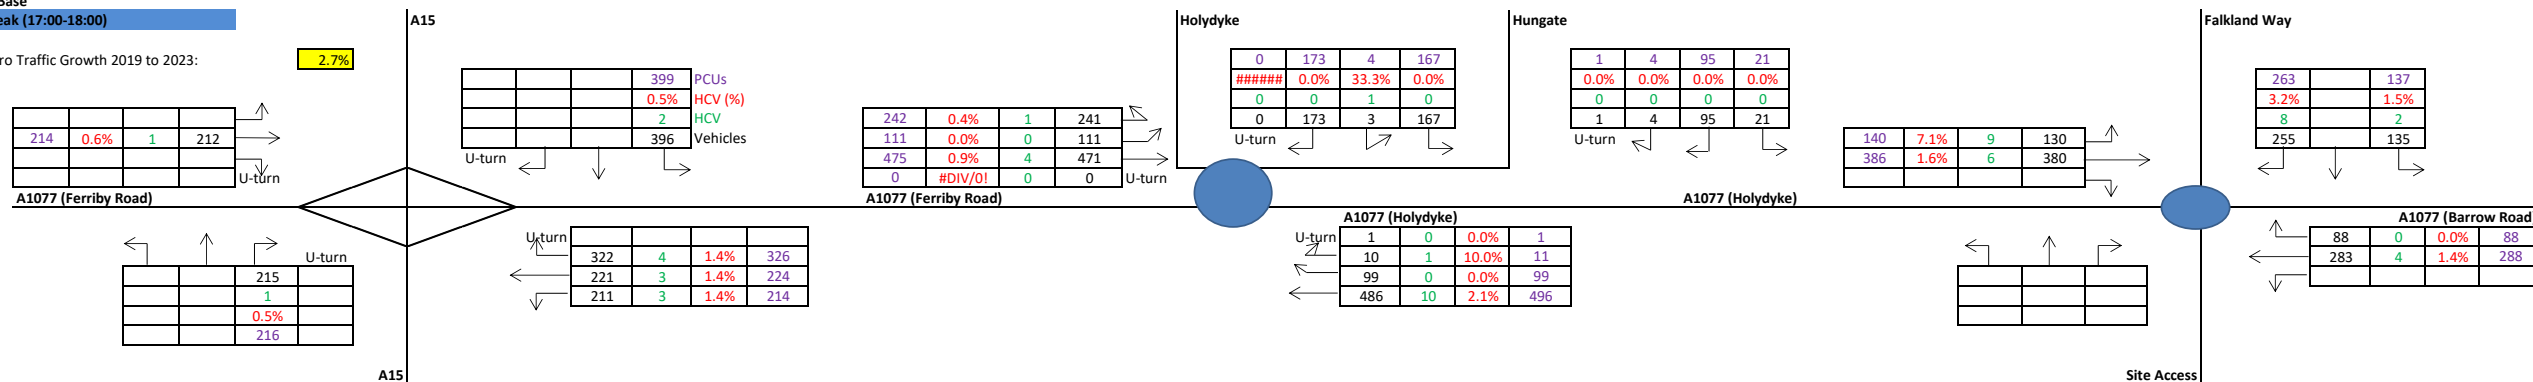 Base
eak (17:00-18:00)
ro Traffic Growth 2019 to 2023: 2.7%
A15
Holydyke
Hungate
Falkland Way
399 PCUs
0.5% HCV (%)
2 HCV
396 Vehicles
U-turn
214 0.6% 1 212
U-turn
A1077 (Ferriby Road)
242 0.4% 1 241
111 0.0% 0 111
475 0.9% 4 471
0 #DIV/0! 0 0 U-turn
A1077 (Ferriby Road)
0 173 4 167
###### 0.0% 33.3% 0.0%
0 0 1 0
0 173 3 167
U-turn
1 4 95 21
0.0% 0.0% 0.0% 0.0%
0 0 0 0
1 4 95 21
U-turn
140 7.1% 9 130
386 1.6% 6 380
A1077 (Holydyke)
263 137
3.2% 1.5%
8 2
255 135
A1077 (Barrow Road
U-turn
215
1
0.5%
216
A15
U-turn
322 4 1.4% 326
221 3 1.4% 224
211 3 1.4% 214
A1077 (Holydyke)
U-turn 1 0 0.0% 1
10 1 10.0% 11
99 0 0.0% 99
486 10 2.1% 496
88 0 0.0% 88
283 4 1.4% 288
Site Access